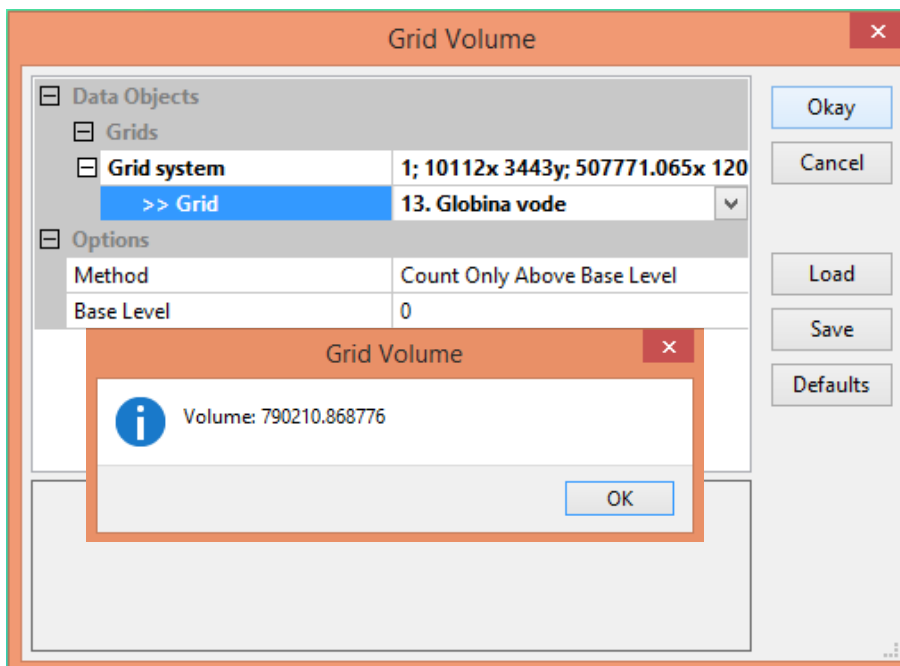 Grid Volume
Data Objects
Grids
Grid system 1; 10112x 3443y; 507771.065x 120
>> Grid 13. Globina vode
Options
Method Count Only Above Base Level
Base Level 0
Okay
Cancel
Load
Save
Defaults
Grid Volume
Volume: 790210.868776
OK